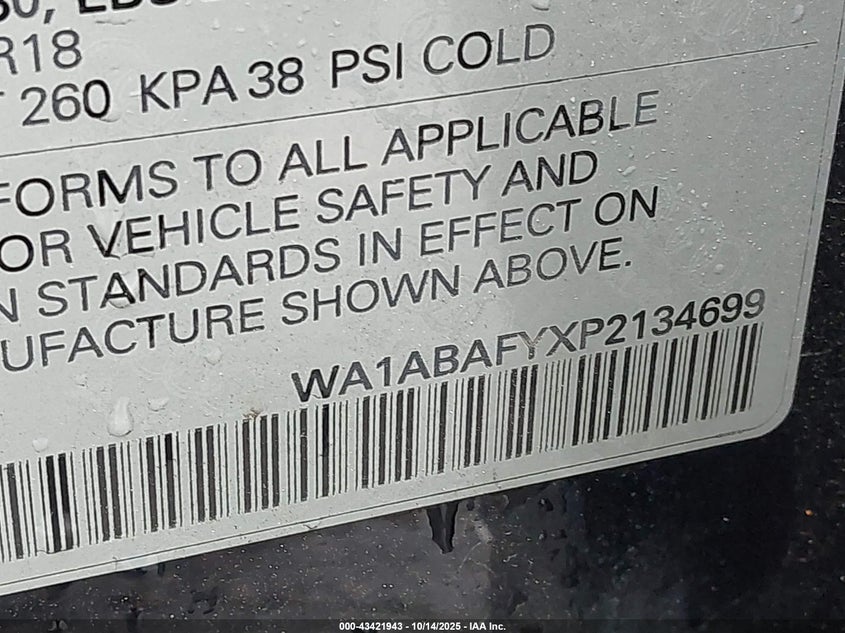 R18
260 KPA 38 PSI COLD
FORMS TO ALL APPLICABLE
OR VEHICLE SAFETY AND
N STANDARDS IN EFFECT ON
UFACTURE SHOWN ABOVE.
WA1ABAFYXP2134699
000-43421943 - 10/14/2025 - IAA Inc.